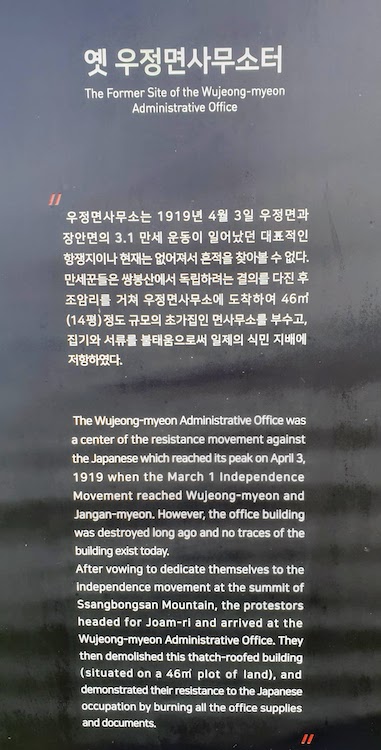 옛 우정면사무소터
The Former Site of the Wujeong-myeon
Administrative Office
"
우정면사무소는 1919년 4월 3일 우정면과
장안면의 3.1 만세 운동이 일어났던 대표적인
항쟁지이나 현재는 없어져서 흔적을 찾아볼 수 없다.
만세꾼들은 쌍봉산에서 독립하려는 결의를 다진 후
조암리를 거쳐 우정면사무소에 도착하여 46㎡
(14평) 정도 규모의 초가집인 면사무소를 부수고,
집기와 서류를 불태움으로써 일제의 식민 지배에
저항하였다.
The Wujeong-myeon Administrative Office was
a center of the resistance movement against
the Japanese which reached its peak on April 3,
1919 when the March 1 Independence
Movement reached Wujeong-myeon and
Jangan-myeon. However, the office building
was destroyed long ago and no traces of the
building exist today.
After vowing to dedicate themselves to the
independence movement at the summit of
Ssangbongsan Mountain, the protestors
headed for Joam-ri and arrived at the
Wujeong-myeon Administrative Office. They
then demolished this thatch-roofed building
(situated on a 46㎡ plot of land), and
demonstrated their resistance to the Japanese
occupation by burning all the office supplies
and documents.
"